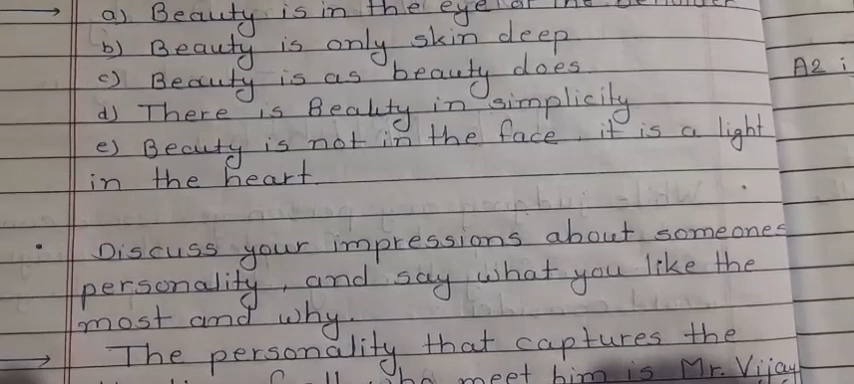 a) Beauty is in the eye of the beholder
b) Beauty is only skin deep
c) Beauty is as beauty does.
A2 i
d) There is Beauty in simplicity
e) Beauty is not in the face, it is a light
in the heart.
• Discuss your impressions about someones
personality, and say what you like the
most and why.
The personality that captures the
meet him is Mr. Vijay